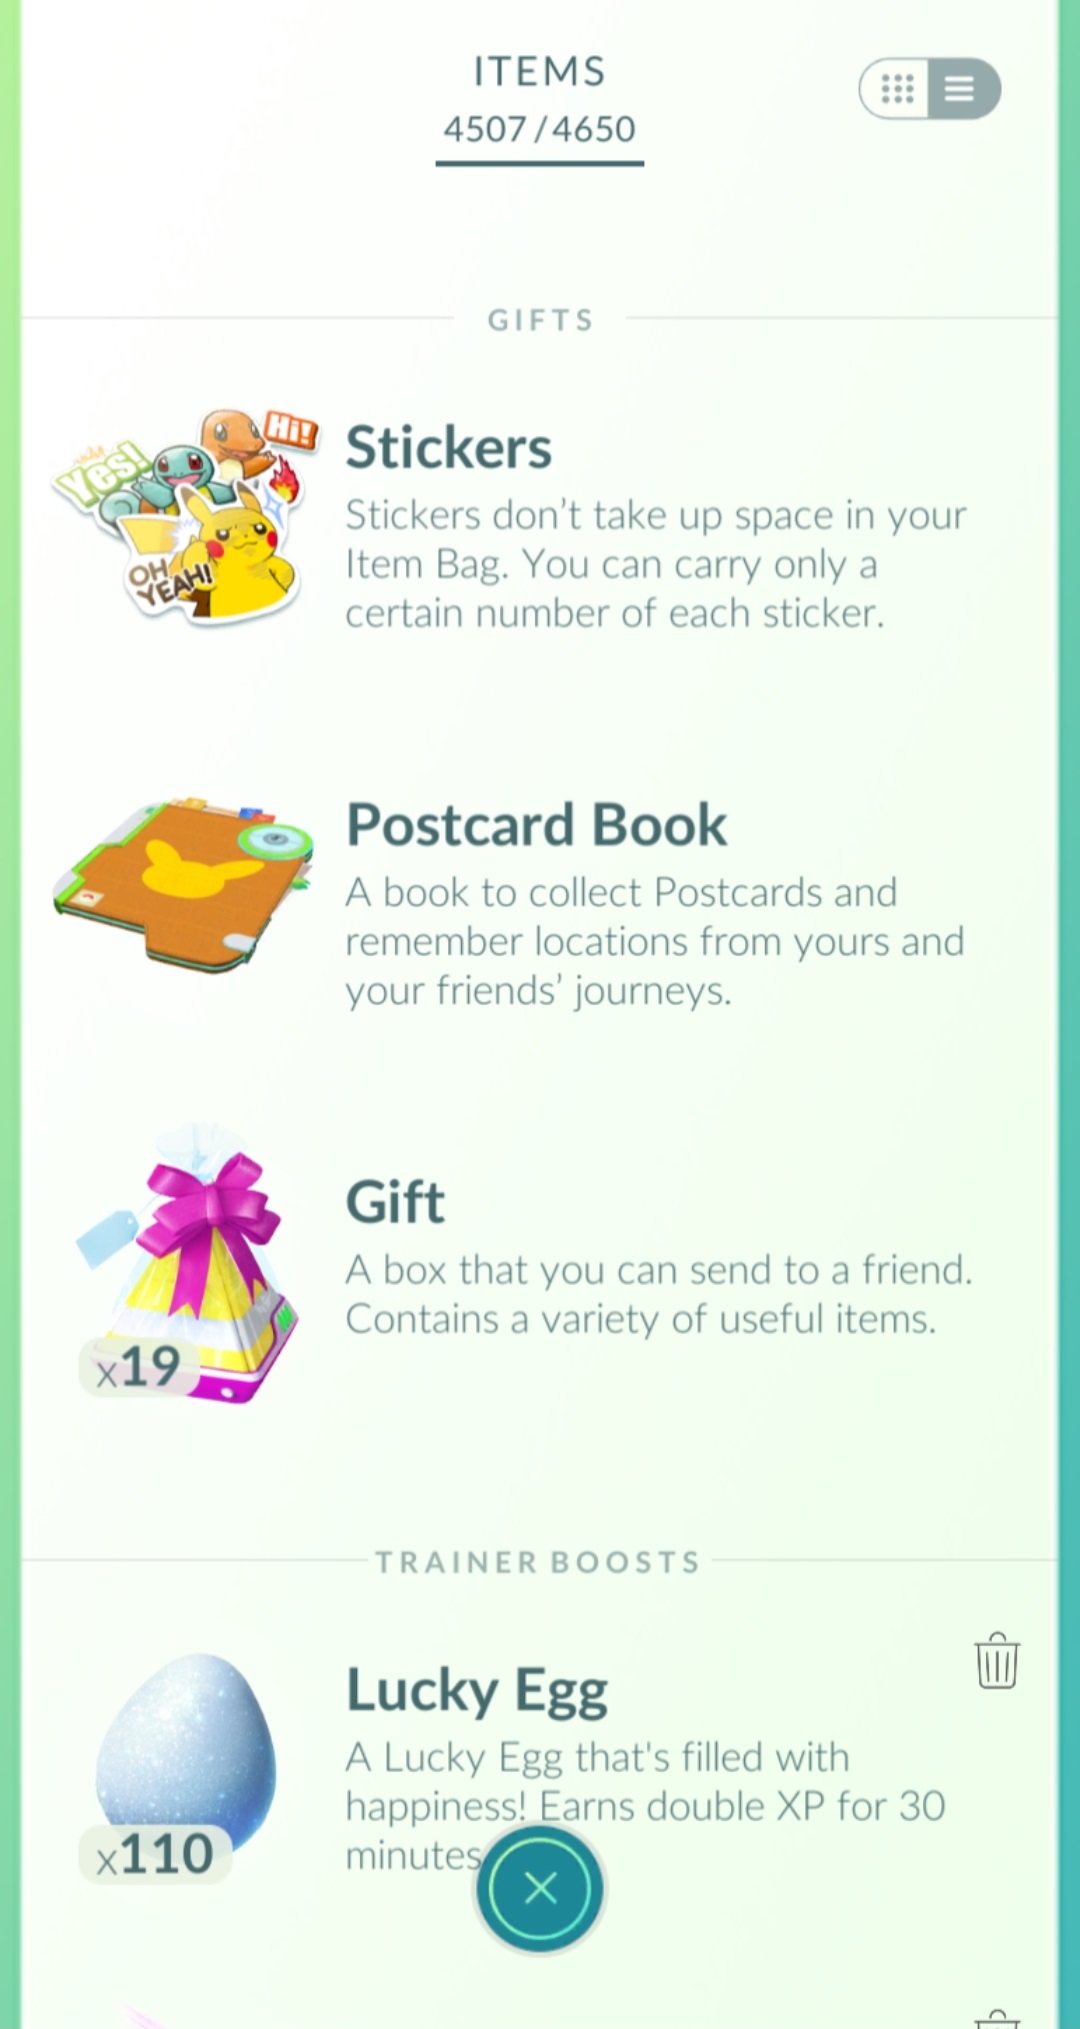 ITEMS
4507/4650
GIFTS
Yes!
Hi!
OH
YEAH!
Stickers
Stickers don't take up space in your
Item Bag. You can carry only a
certain number of each sticker.
Postcard Book
A book to collect Postcards and
remember locations from yours and
your friends' journeys.
Gift
A box that you can send to a friend.
Contains a variety of useful items.
x19
TRAINER BOOSTS
Lucky Egg
A Lucky Egg that's filled with
happiness! Earns double XP for 30
minutes
x110